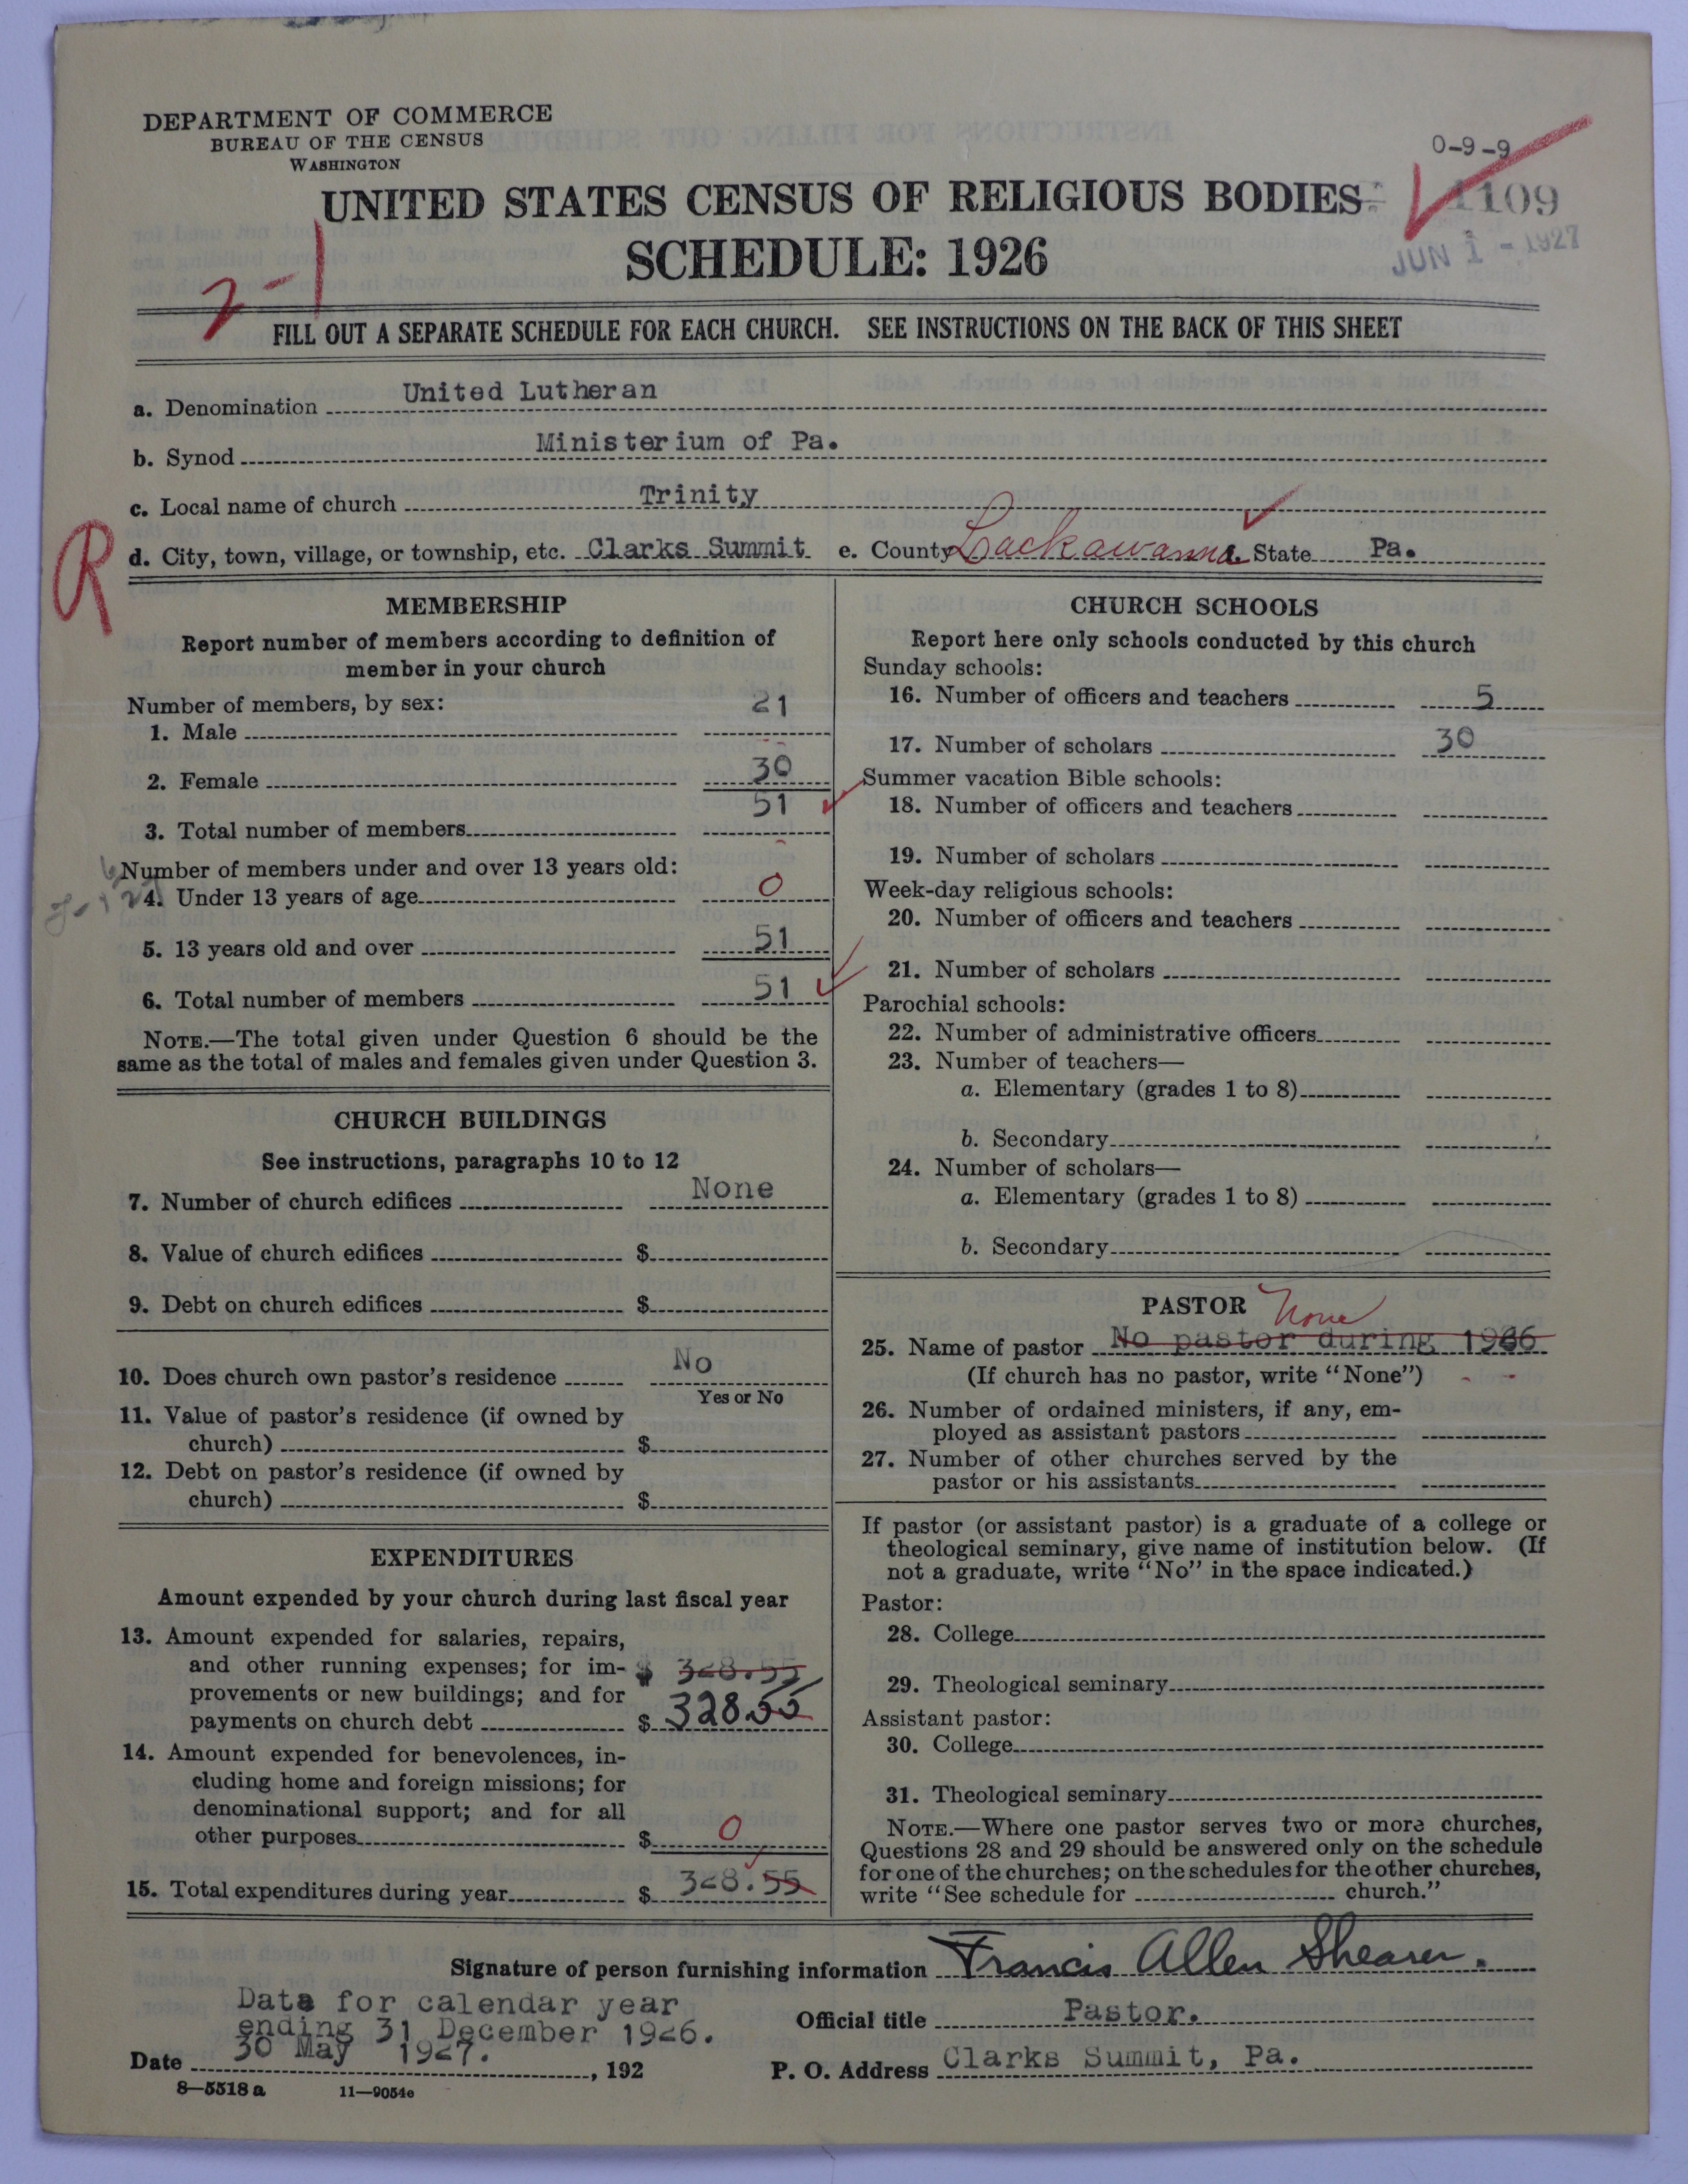 DEPARTMENT OF COMMERCE
BUREAU OF THE CENSUS
WASHINGTON
0-9-9
UNITED STATES CENSUS OF RELIGIOUS BODIES
1109
SCHEDULE: 1926
JUN 1 - 1927
2-1
FILL OUT A SEPARATE SCHEDULE FOR EACH CHURCH. SEE INSTRUCTIONS ON THE BACK OF THIS SHEET
a. Denomination United Lutheran
b. Synod Ministerium of Pa.
c. Local name of church Trinity
R
d. City, town, village, or township, etc. Clarks Summit e. County Lackawanna State Pa.
MEMBERSHIP
Report number of members according to definition of
member in your church
Number of members, by sex:
1. Male 21
2. Female 30
3. Total number of members 51
Number of members under and over 13 years old:
4. Under 13 years of age 0
5. 13 years old and over 51
6. Total number of members 51
NOTE.—The total given under Question 6 should be the
same as the total of males and females given under Question 3.
CHURCH BUILDINGS
See instructions, paragraphs 10 to 12
7. Number of church edifices None
8. Value of church edifices $
9. Debt on church edifices $
10. Does church own pastor's residence No
Yes or No
11. Value of pastor's residence (if owned by
church) $
12. Debt on pastor's residence (if owned by
church) $
EXPENDITURES
Amount expended by your church during last fiscal year
13. Amount expended for salaries, repairs,
and other running expenses; for im- $ 328.55
provements or new buildings; and for
payments on church debt $ 328.55
14. Amount expended for benevolences, in-
cluding home and foreign missions; for
denominational support; and for all
other purposes $ 0
15. Total expenditures during year $ 328.55
CHURCH SCHOOLS
Report here only schools conducted by this church
Sunday schools:
16. Number of officers and teachers 5
17. Number of scholars 30
Summer vacation Bible schools:
18. Number of officers and teachers
19. Number of scholars
Week-day religious schools:
20. Number of officers and teachers
21. Number of scholars
Parochial schools:
22. Number of administrative officers
23. Number of teachers—
a. Elementary (grades 1 to 8)
b. Secondary
24. Number of scholars—
a. Elementary (grades 1 to 8)
b. Secondary
PASTOR
None
25. Name of pastor No pastor during 1926
(If church has no pastor, write "None")
26. Number of ordained ministers, if any, em-
ployed as assistant pastors
27. Number of other churches served by the
pastor or his assistants
If pastor (or assistant pastor) is a graduate of a college or
theological seminary, give name of institution below. (If
not a graduate, write "No" in the space indicated.)
Pastor:
28. College
29. Theological seminary
Assistant pastor:
30. College
31. Theological seminary
NOTE.—Where one pastor serves two or more churches,
Questions 28 and 29 should be answered only on the schedule
for one of the churches; on the schedules for the other churches,
write "See schedule for church."
Signature of person furnishing information Francis Allen Shearer.
Data for calendar year
ending 31 December 1926.
Official title Pastor.
Date 30 May 1927. , 192
P. O. Address Clarks Summit, Pa.
8—5518 a 11—9054e